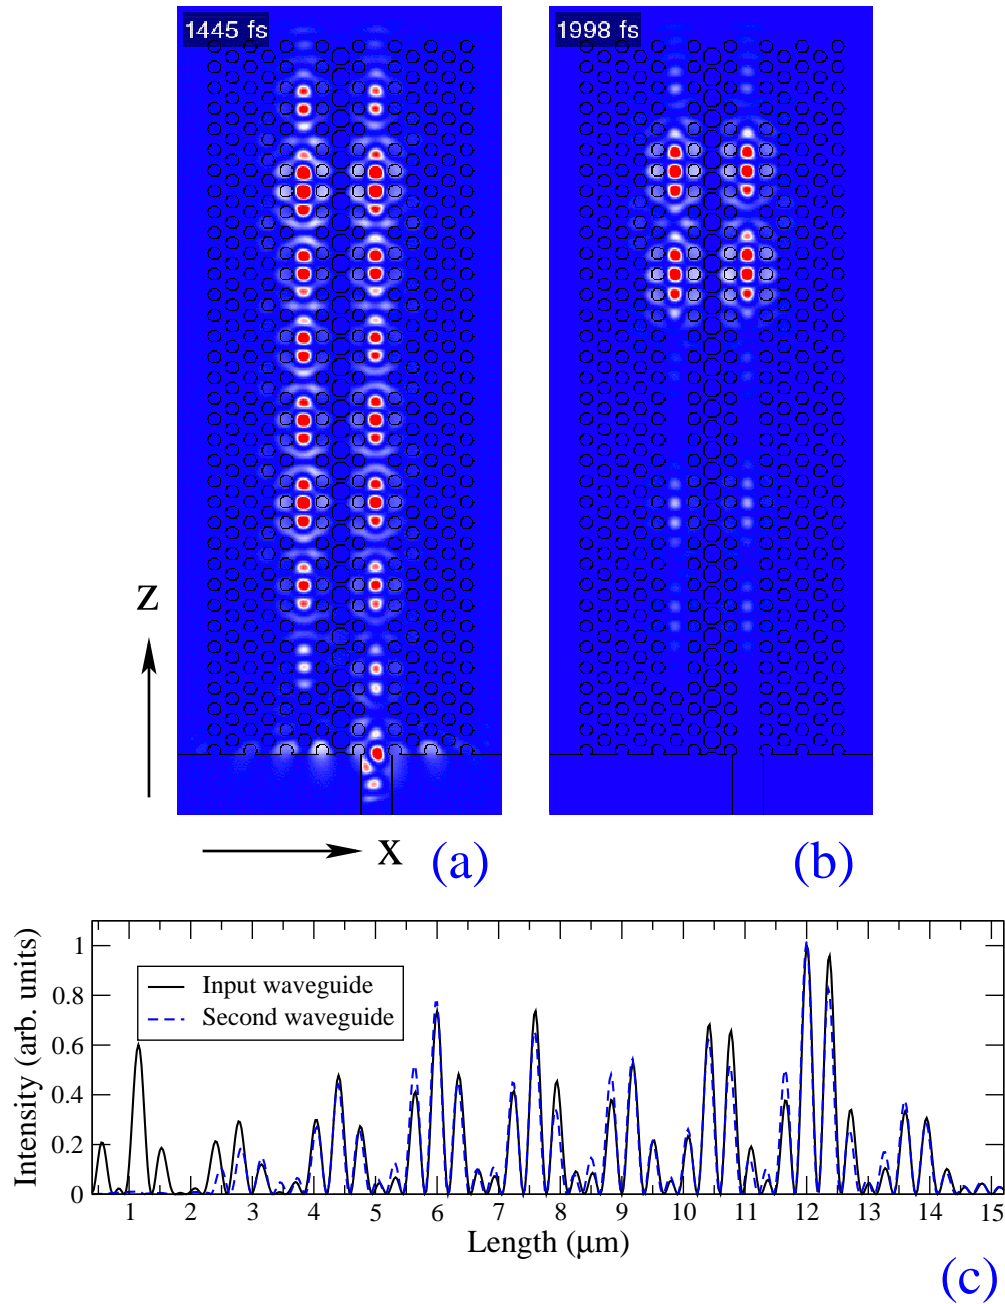 1445 fs
1998 fs
z
x
(a)
(b)
Intensity (arb. units)
1
0.8
0.6
0.4
0.2
0
Input waveguide
Second waveguide
1 2 3 4 5 6 7 8 9 10 11 12 13 14 15
Length (μm)
(c)